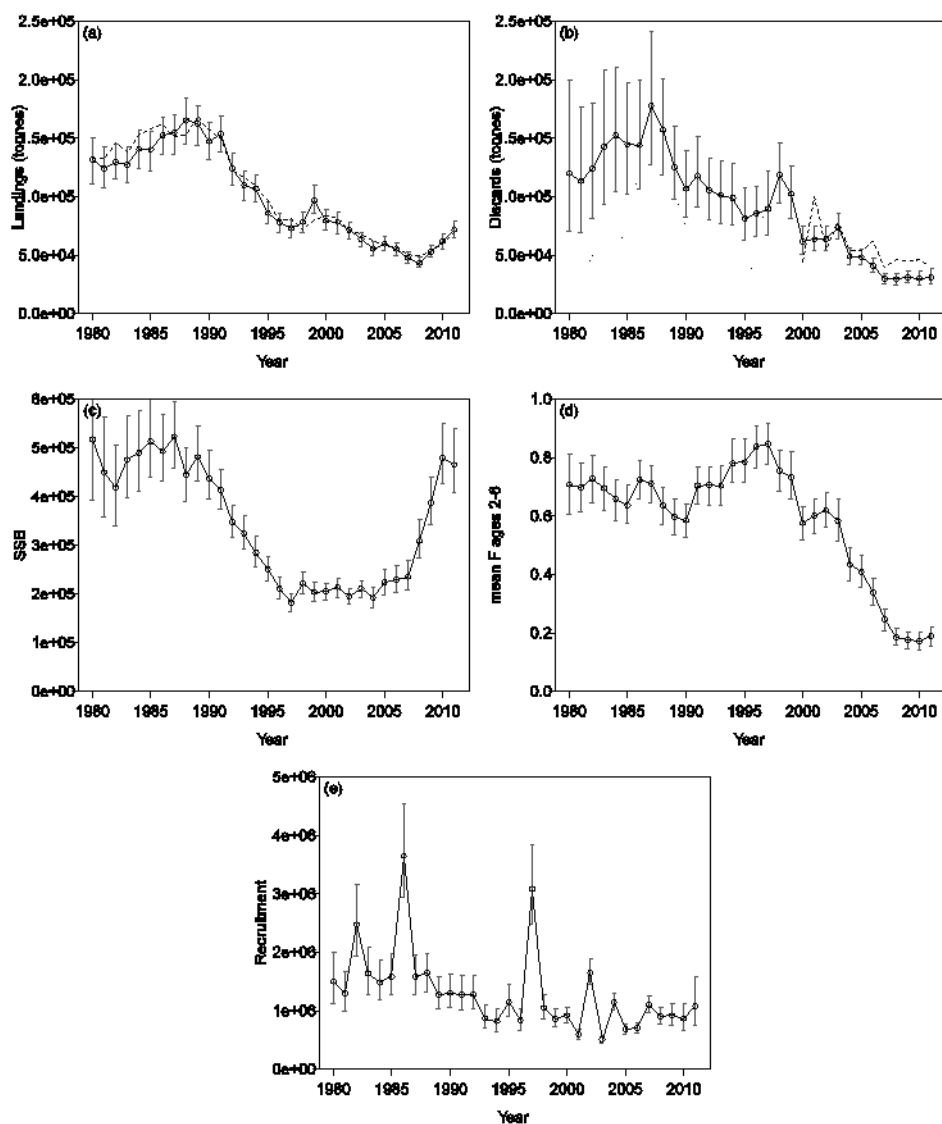 (a)
2.5e+05
2.0e+05
1.5e+05
1.0e+05
5.0e+04
0.0e+00
Landings (tonnes)
1980 1985 1990 1995 2000 2005 2010
Year
(b)
2.5e+05
2.0e+05
1.5e+05
1.0e+05
5.0e+04
0.0e+00
Discards (tonnes)
1980 1985 1990 1995 2000 2005 2010
Year
(c)
6e+05
5e+05
4e+05
3e+05
2e+05
1e+05
0e+00
SSB
1980 1985 1990 1995 2000 2005 2010
Year
(d)
1.0
0.8
0.6
0.4
0.2
0.0
mean F ages 2-6
1980 1985 1990 1995 2000 2005 2010
Year
(e)
5e+06
4e+06
3e+06
2e+06
1e+06
0e+00
Recruitment
1980 1985 1990 1995 2000 2005 2010
Year